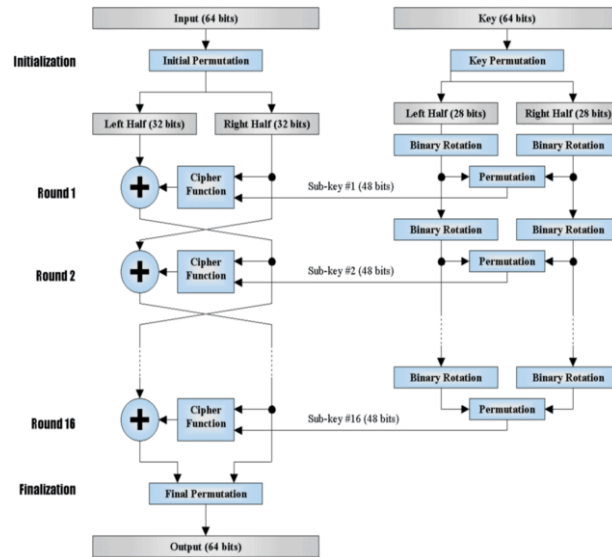 Input (64 bits)
Key (64 bits)
Initialization
Initial Permutation
Key Permutation
Left Half (32 bits)
Right Half (32 bits)
Left Half (28 bits)
Right Half (28 bits)
Binary Rotation
Binary Rotation
Round 1
+
Cipher
Function
Sub-key #1 (48 bits)
Permutation
Binary Rotation
Binary Rotation
Round 2
+
Cipher
Function
Sub-key #2 (48 bits)
Permutation
Binary Rotation
Binary Rotation
Round 16
+
Cipher
Function
Sub-key #16 (48 bits)
Permutation
Finalization
Final Permutation
Output (64 bits)